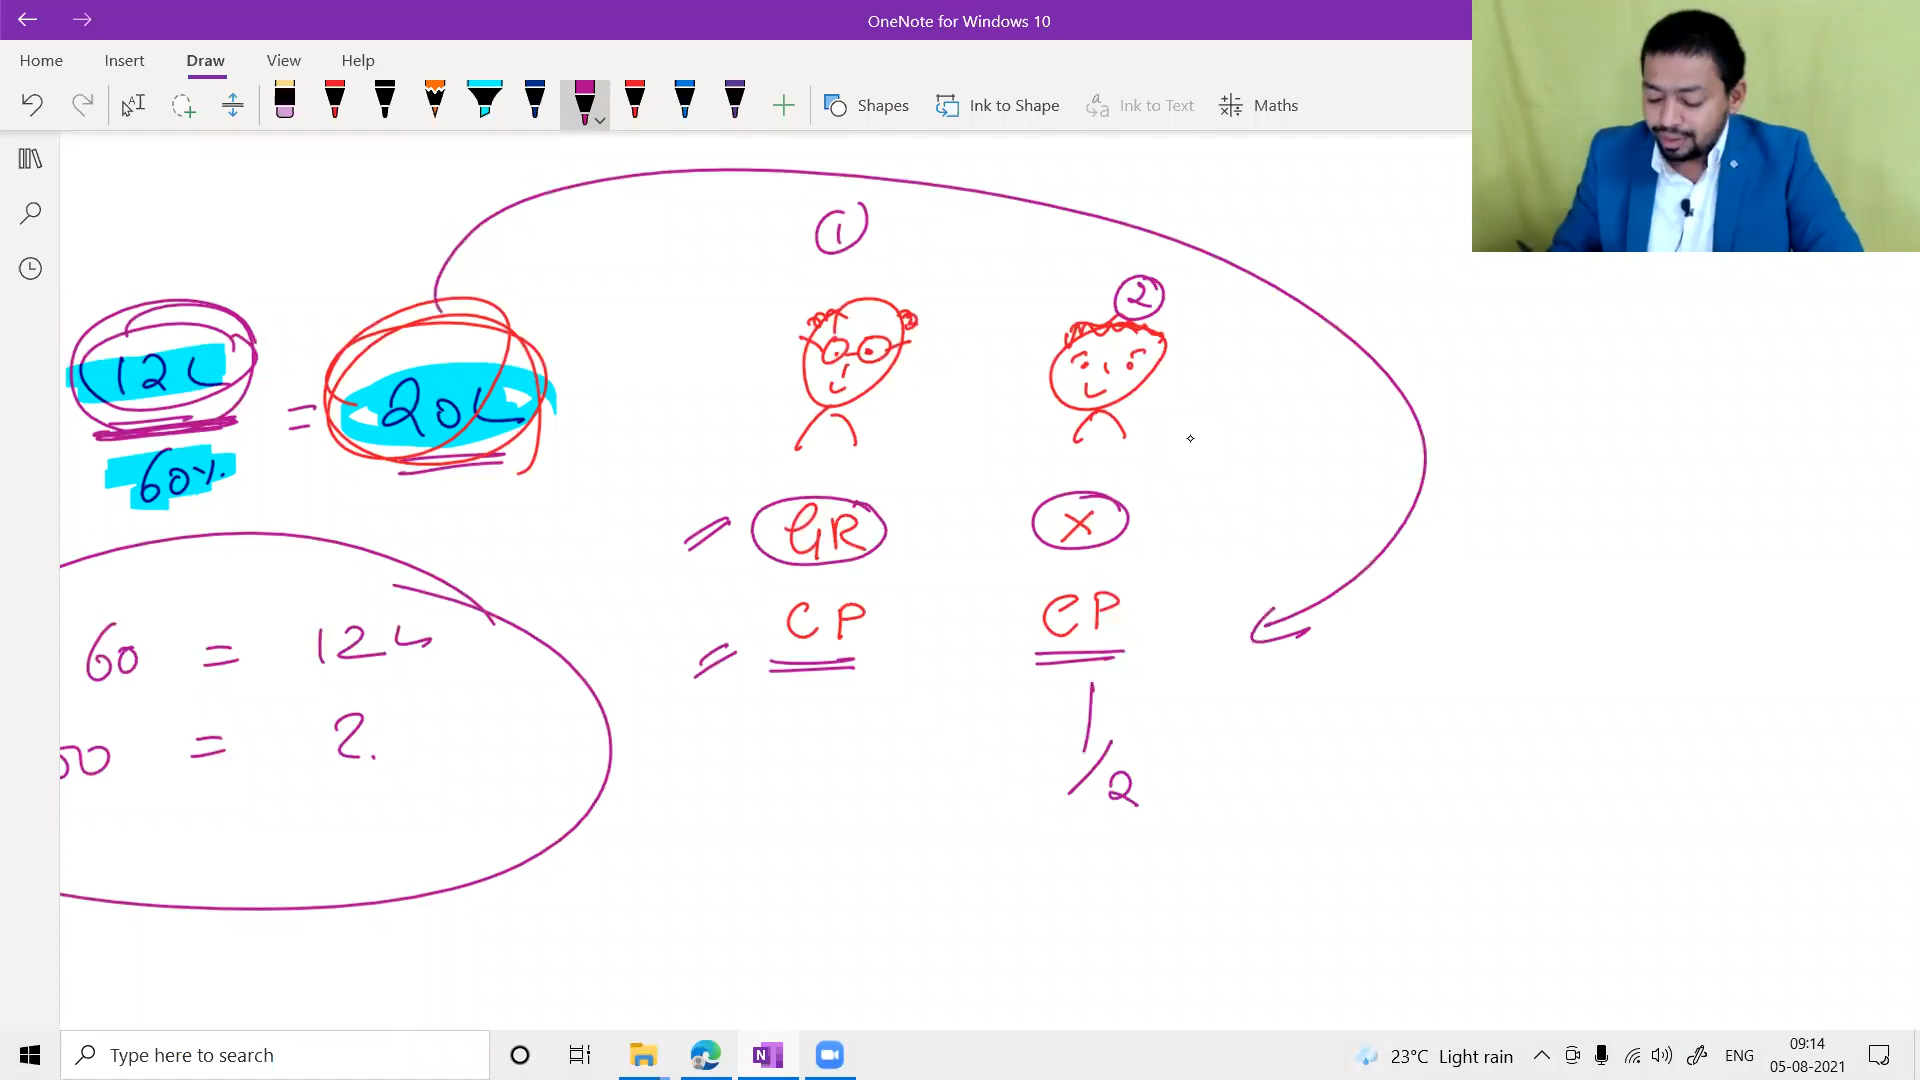 OneNote for Windows 10
Home Insert Draw View Help
Shapes Ink to Shape Ink to Text Maths
1
2
12L = 20L
60%
GR X
CP CP
60 = 12L
00 = 2.
1/2
Type here to search
23°C Light rain ENG 09:14
05-08-2021